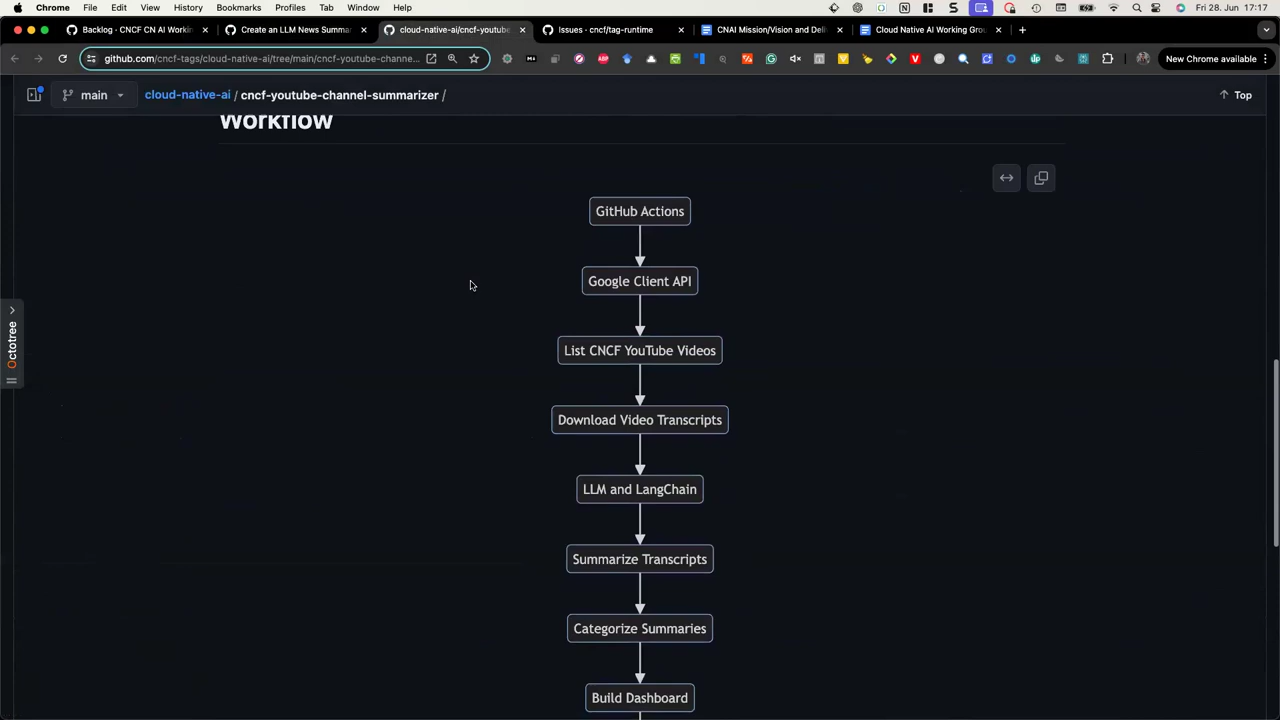 Chrome File Edit View History Bookmarks Profiles Tab Window Help Fri 28. Jun 17:17
Backlog - CNCF CN AI Workin
Create an LLM News Summar
cloud-native-ai/cncf-youtube-
Issues · cncf/tag-runtime
CNAI Mission/Vision and Deli
Cloud Native AI Working Grou
github.com/cncf-tags/cloud-native-ai/tree/main/cncf-youtube-channe...
New Chrome available
main
cloud-native-ai / cncf-youtube-channel-summarizer /
Top
Workflow
GitHub Actions
Google Client API
List CNCF YouTube Videos
Octotree
Download Video Transcripts
LLM and LangChain
Summarize Transcripts
Categorize Summaries
Build Dashboard